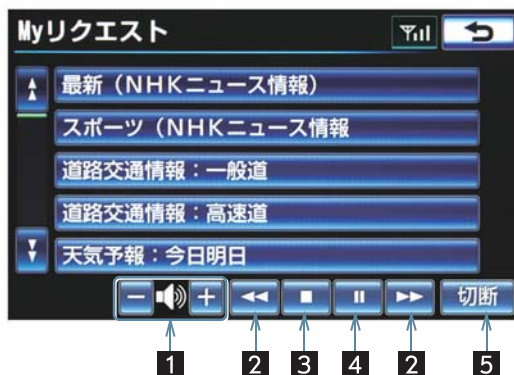 Myリクエスト
最新（NHKニュース情報）
スポーツ（NHKニュース情報
道路交通情報：一般道
道路交通情報：高速道
天気予報：今日明日
− + 切断
1 2 3 4 2 5